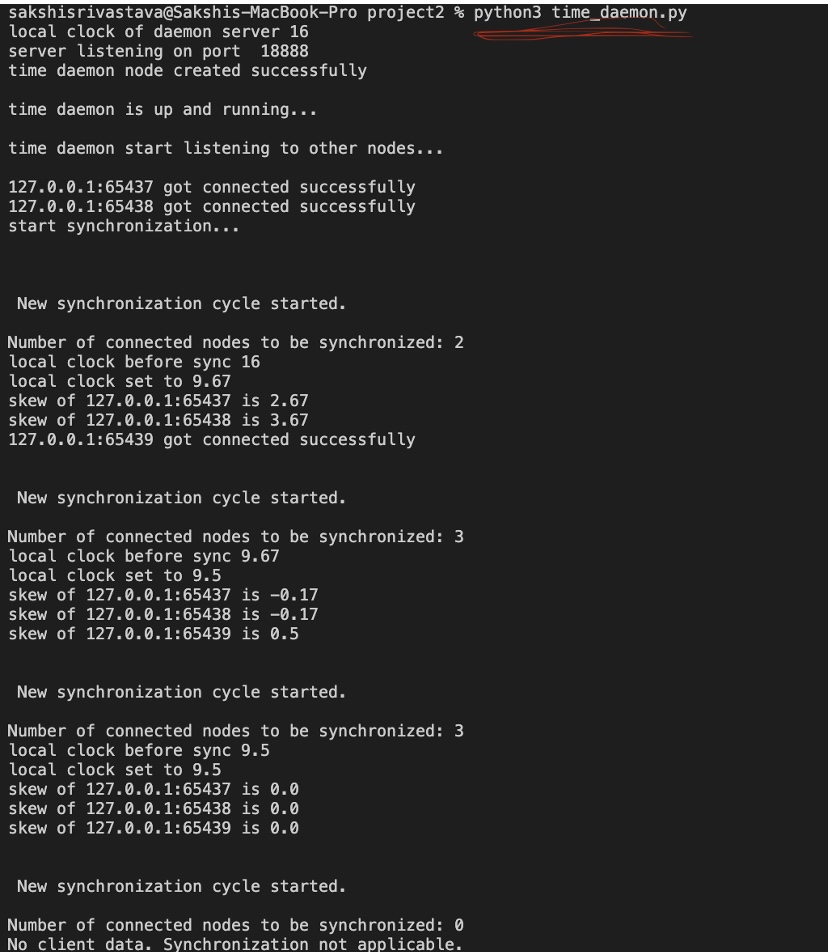 sakshisrivastava@Sakshis-MacBook-Pro project2 % python3 time_daemon.py
local clock of daemon server 16
server listening on port  18888
time daemon node created successfully
time daemon is up and running...
time daemon start listening to other nodes...
127.0.0.1:65437 got connected successfully
127.0.0.1:65438 got connected successfully
start synchronization...
New synchronization cycle started.
Number of connected nodes to be synchronized: 2
local clock before sync 16
local clock set to 9.67
skew of 127.0.0.1:65437 is 2.67
skew of 127.0.0.1:65438 is 3.67
127.0.0.1:65439 got connected successfully
New synchronization cycle started.
Number of connected nodes to be synchronized: 3
local clock before sync 9.67
local clock set to 9.5
skew of 127.0.0.1:65437 is -0.17
skew of 127.0.0.1:65438 is -0.17
skew of 127.0.0.1:65439 is 0.5
New synchronization cycle started.
Number of connected nodes to be synchronized: 3
local clock before sync 9.5
local clock set to 9.5
skew of 127.0.0.1:65437 is 0.0
skew of 127.0.0.1:65438 is 0.0
skew of 127.0.0.1:65439 is 0.0
New synchronization cycle started.
Number of connected nodes to be synchronized: 0
No client data. Synchronization not applicable.